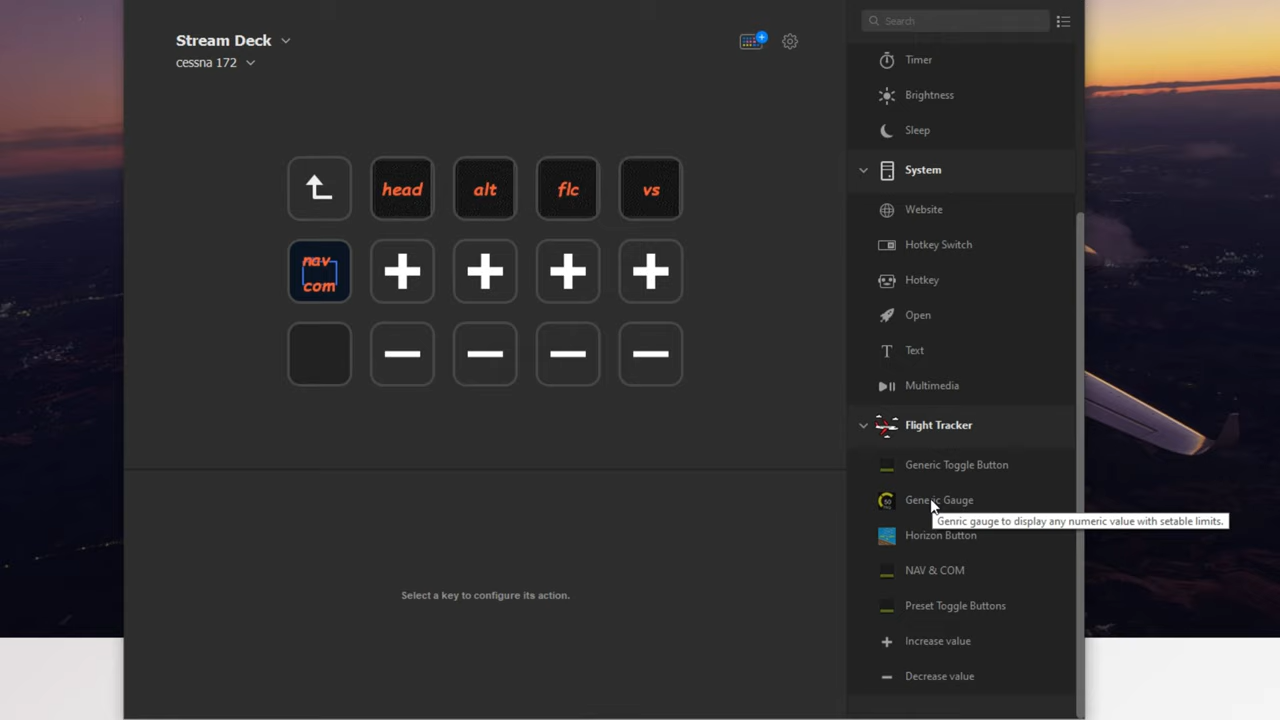 Search
Stream Deck
cessna 172
Timer
Brightness
Sleep
System
head
alt
flc
vs
Website
Hotkey Switch
nav
com
Hotkey
Open
Text
Multimedia
Flight Tracker
Generic Toggle Button
Generic Gauge
Genric gauge to display any numeric value with setable limits.
Horizon Button
NAV & COM
Select a key to configure its action.
Preset Toggle Buttons
Increase value
Decrease value